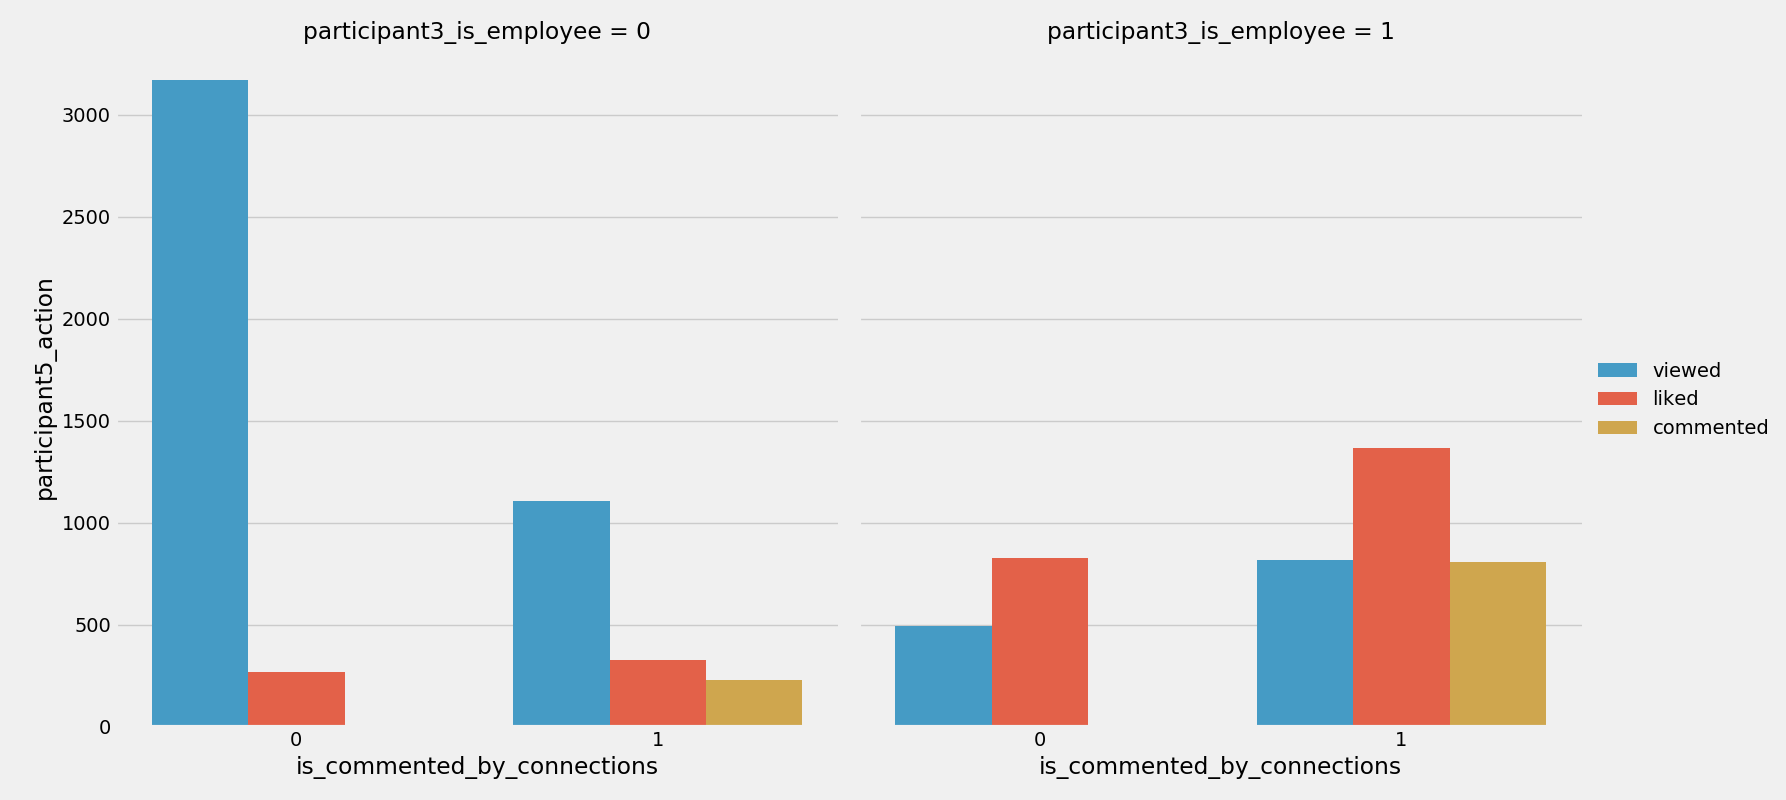 participant3_is_employee = 0
participant3_is_employee = 1
participant5_action
3000
2500
2000
1500
1000
500
0
0
1
0
1
is_commented_by_connections
is_commented_by_connections
viewed
liked
commented